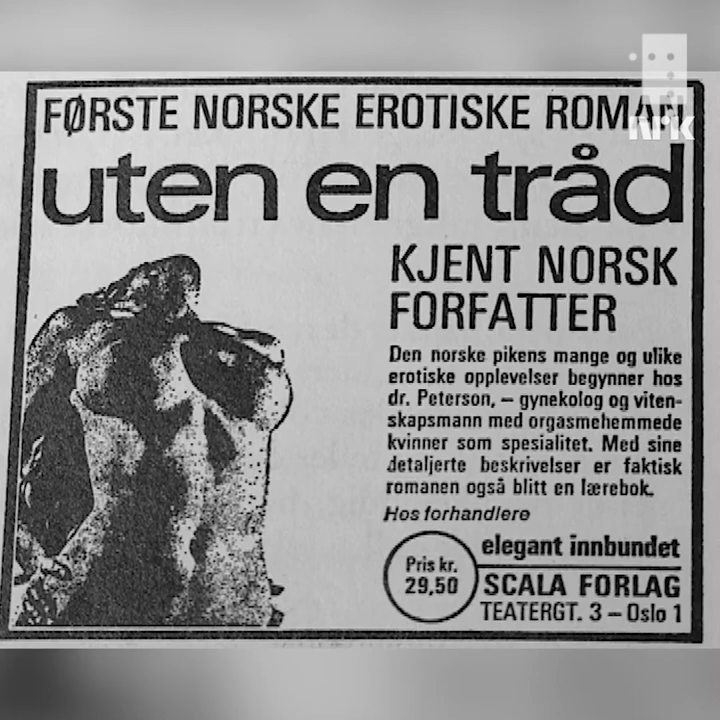 NRK
FØRSTE NORSKE EROTISKE ROMAN
uten en tråd
KJENT NORSK
FORFATTER
Den norske pikens mange og ulike
erotiske opplevelser begynner hos
dr. Peterson, – gynekolog og viten-
skapsmann med orgasmehemmede
kvinner som spesialitet. Med sine
detaljerte beskrivelser er faktisk
romanen også blitt en lærebok.
Hos forhandlere
elegant innbundet
Pris kr.
29,50
SCALA FORLAG
TEATERGT. 3 – Oslo 1